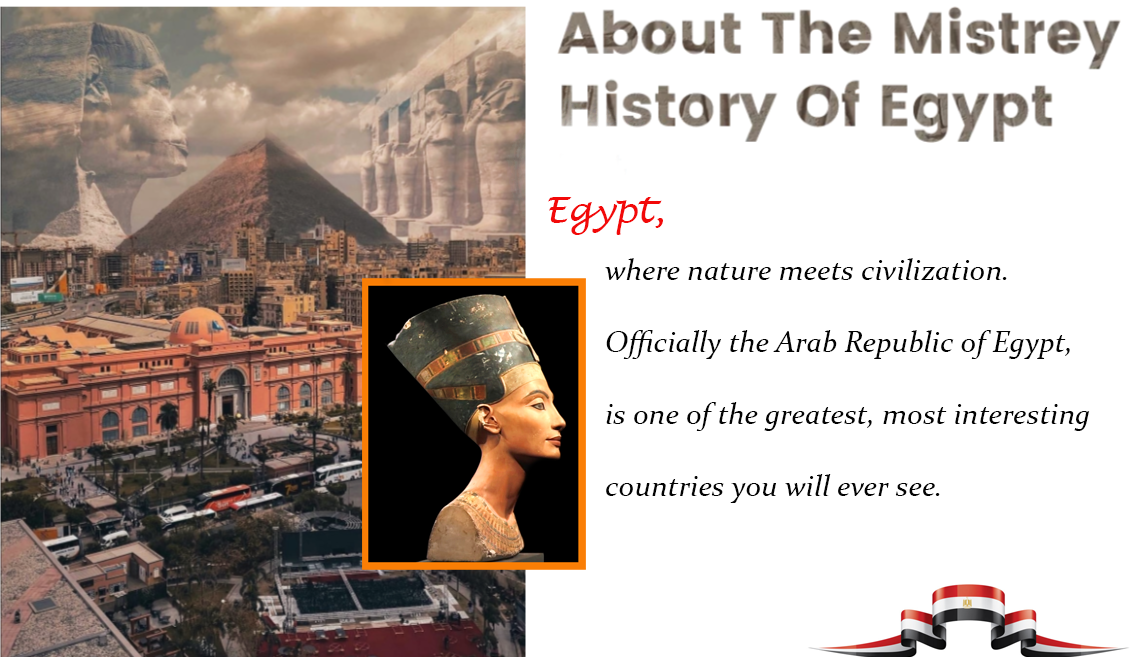 About The Mistrey
History Of Egypt
Egypt,
where nature meets civilization.
Officially the Arab Republic of Egypt,
is one of the greatest, most interesting
countries you will ever see.